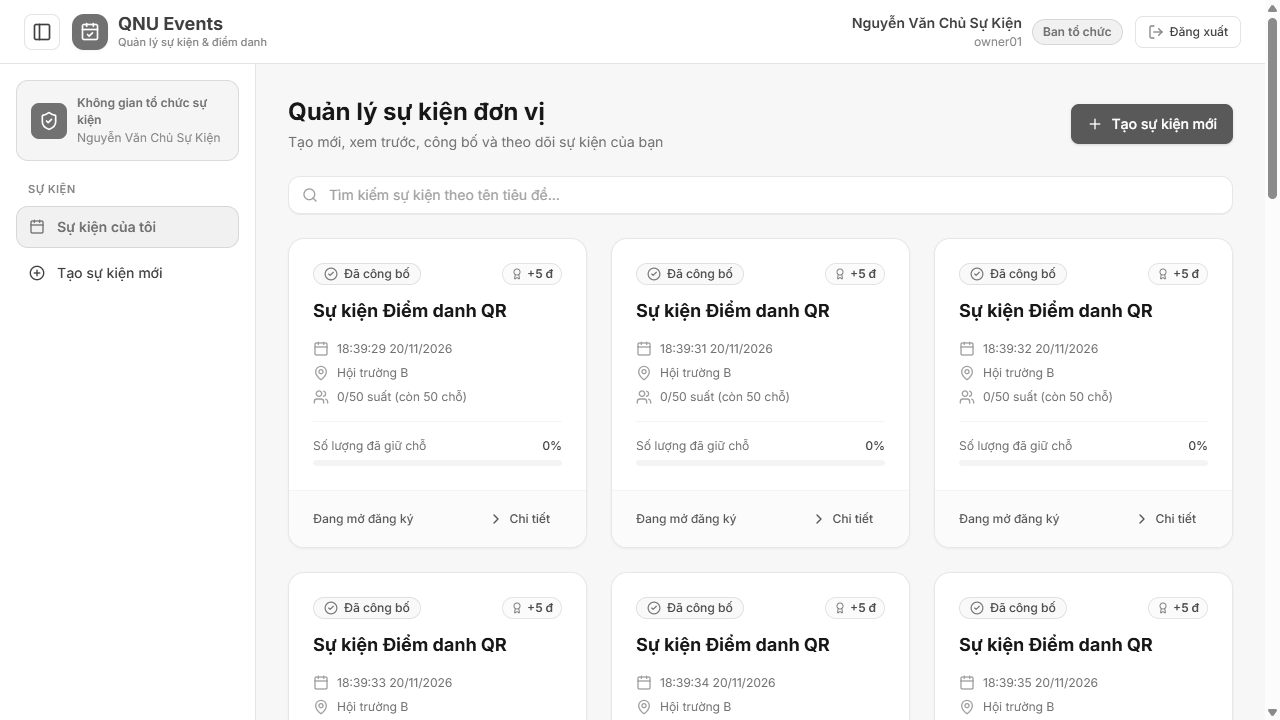 QNU Events
Quản lý sự kiện & điểm danh
Nguyễn Văn Chủ Sự Kiện
owner01
Ban tổ chức
Đăng xuất
Không gian tổ chức sự
kiện
Nguyễn Văn Chủ Sự Kiện
SỰ KIỆN
Sự kiện của tôi
Tạo sự kiện mới
Quản lý sự kiện đơn vị
Tạo mới, xem trước, công bố và theo dõi sự kiện của bạn
Tạo sự kiện mới
Tìm kiếm sự kiện theo tên tiêu đề...
Đã công bố
+5 đ
Sự kiện Điểm danh QR
18:39:29 20/11/2026
Hội trường B
0/50 suất (còn 50 chỗ)
Số lượng đã giữ chỗ
0%
Đang mở đăng ký
Chi tiết
Đã công bố
+5 đ
Sự kiện Điểm danh QR
18:39:31 20/11/2026
Hội trường B
0/50 suất (còn 50 chỗ)
Số lượng đã giữ chỗ
0%
Đang mở đăng ký
Chi tiết
Đã công bố
+5 đ
Sự kiện Điểm danh QR
18:39:32 20/11/2026
Hội trường B
0/50 suất (còn 50 chỗ)
Số lượng đã giữ chỗ
0%
Đang mở đăng ký
Chi tiết
Đã công bố
+5 đ
Sự kiện Điểm danh QR
18:39:33 20/11/2026
Hội trường B
Đã công bố
+5 đ
Sự kiện Điểm danh QR
18:39:34 20/11/2026
Hội trường B
Đã công bố
+5 đ
Sự kiện Điểm danh QR
18:39:35 20/11/2026
Hội trường B